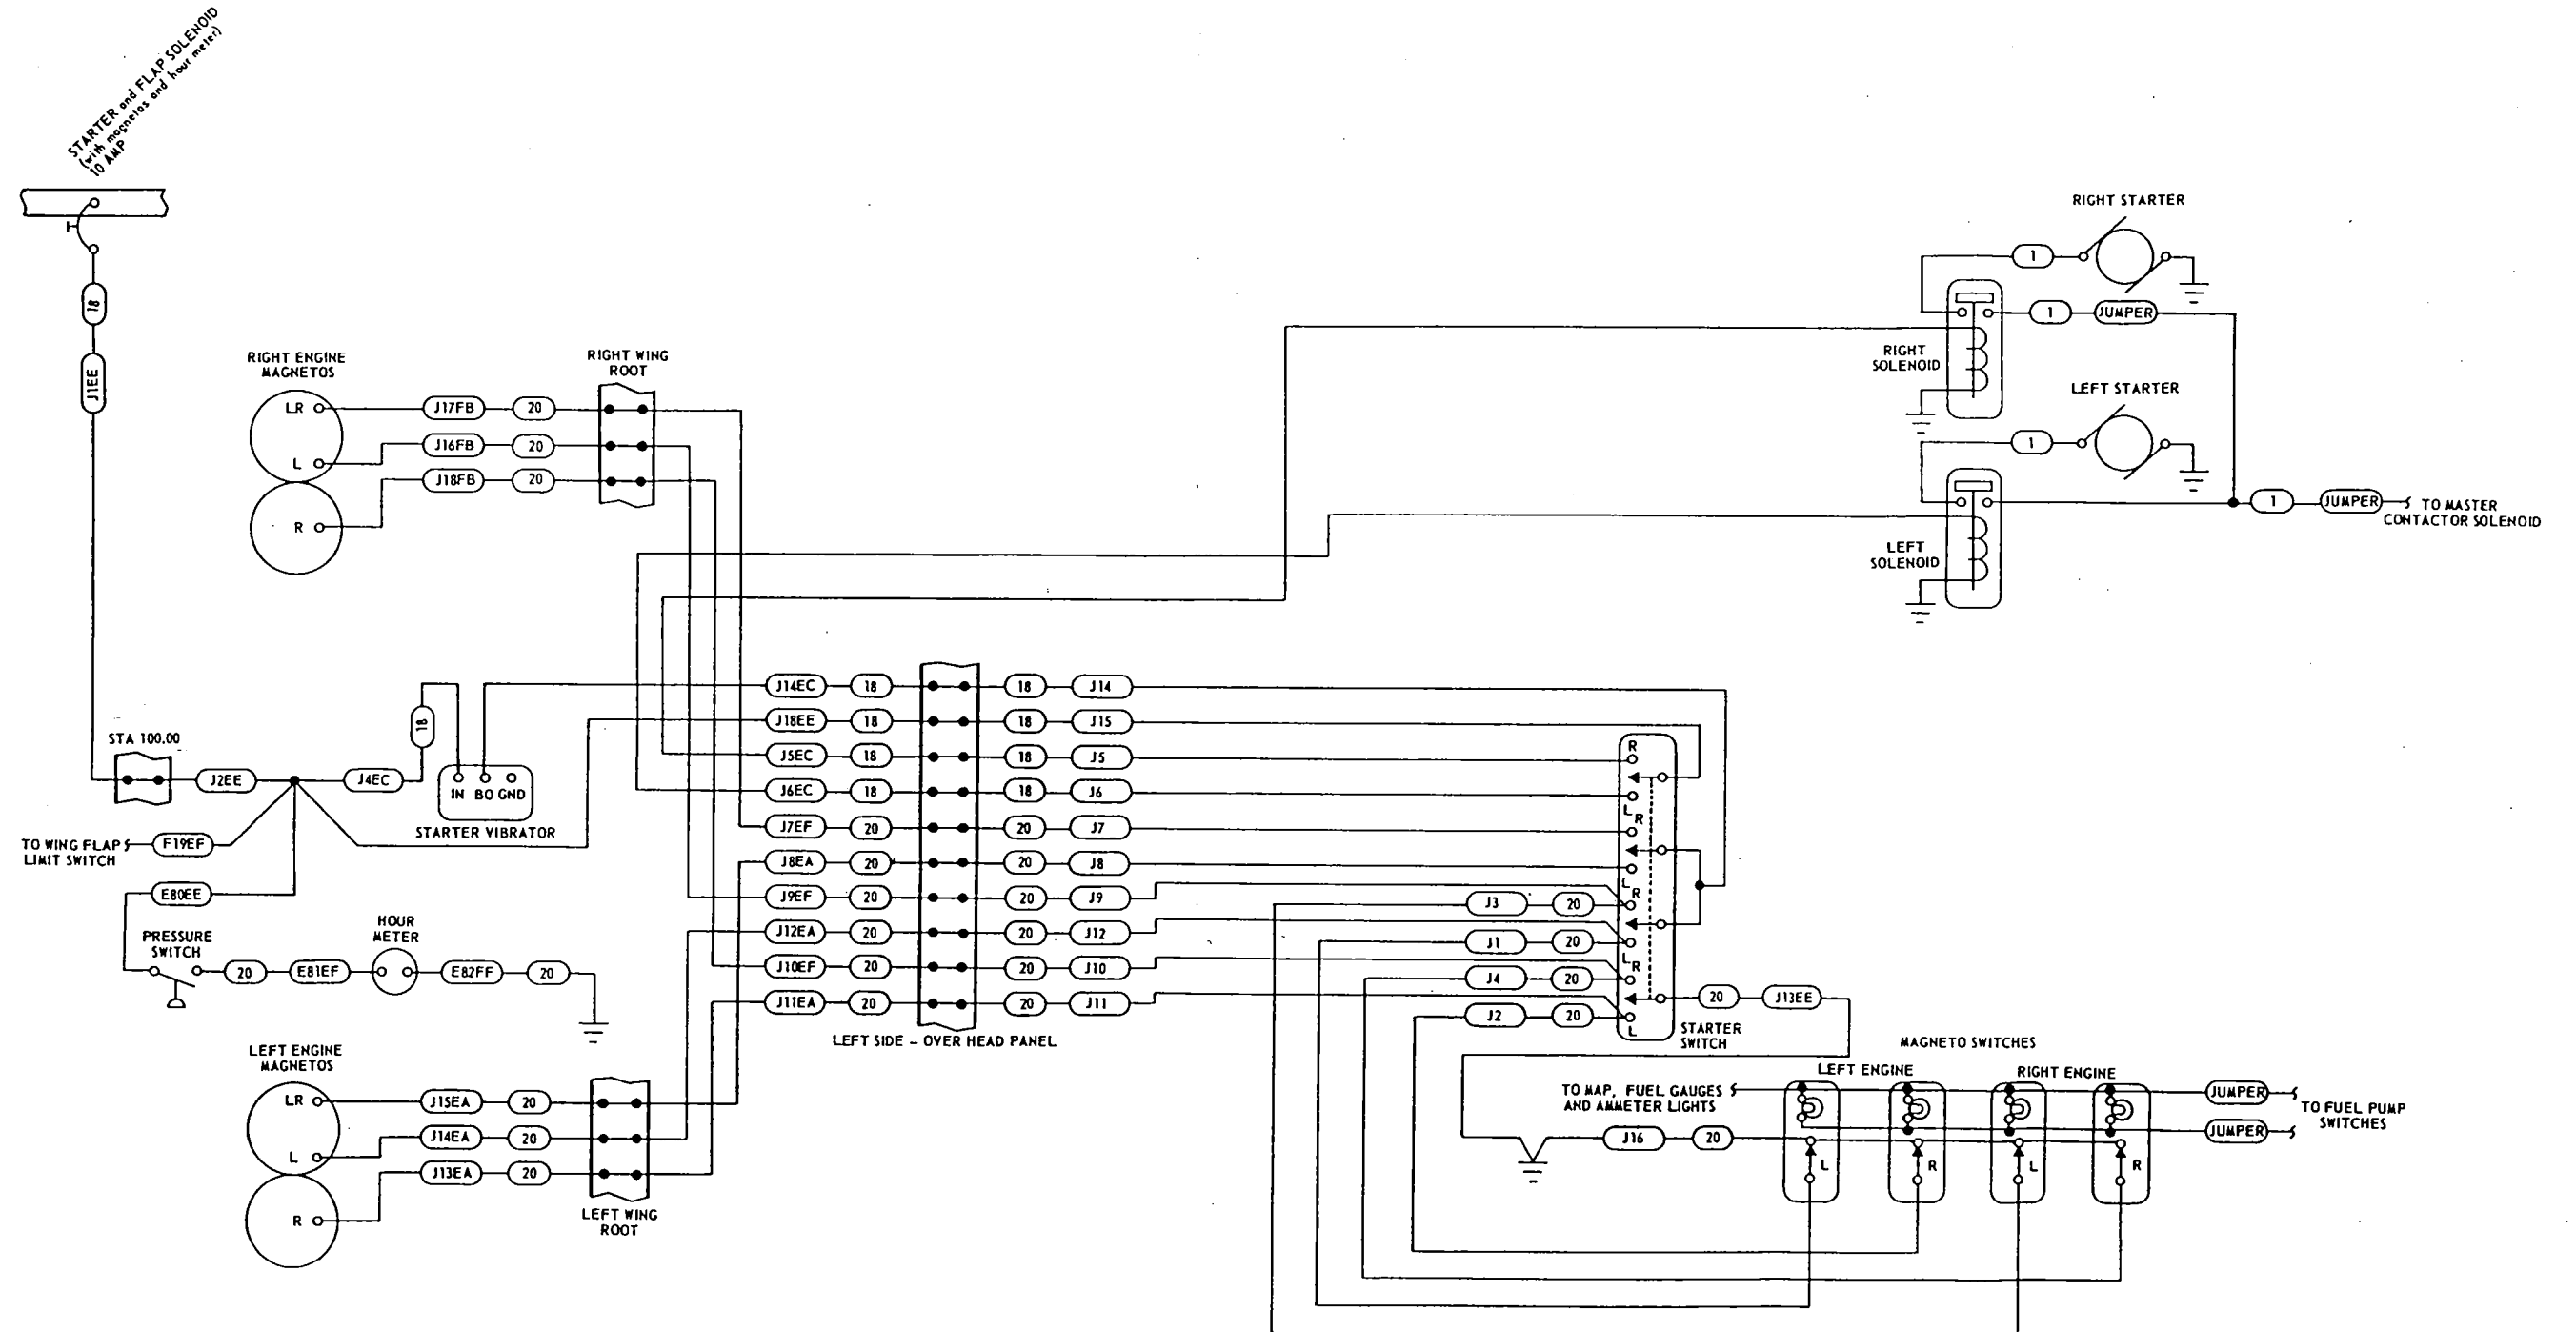 STARTER and FLAP SOLENOID
(with magnetos and hour meter)
10 AMP
18
J1EE
RIGHT ENGINE
MAGNETOS
LR
L
R
J17FB
20
J16FB
20
J18FB
20
RIGHT WING
ROOT
RIGHT STARTER
1
1
JUMPER
RIGHT
SOLENOID
LEFT STARTER
1
LEFT
SOLENOID
1
JUMPER
TO MASTER
CONTACTOR SOLENOID
STA 100.00
J2EE
J4EC
18
IN BO GND
STARTER VIBRATOR
TO WING FLAP
LIMIT SWITCH
F19EF
E80EE
PRESSURE
SWITCH
20
E81EF
HOUR
METER
E82FF
20
J14EC 18 18 J14
J18EE 18 18 J15
J5EC 18 18 J5
J6EC 18 18 J6
J7EF 20 20 J7
J8EA 20 20 J8
J9EF 20 20 J9
J12EA 20 20 J12
J10EF 20 20 J10
J11EA 20 20 J11
LEFT SIDE - OVER HEAD PANEL
J3 20
J1 20
J4 20
J2 20
R
L
R
L
R
L
R
L
20 J13EE
STARTER
SWITCH
LEFT ENGINE
MAGNETOS
LR
L
R
J15EA 20
J14EA 20
J13EA 20
LEFT WING
ROOT
MAGNETO SWITCHES
LEFT ENGINE
RIGHT ENGINE
TO MAP, FUEL GAUGES
AND AMMETER LIGHTS
J16 20
L
R
L
R
JUMPER
JUMPER
TO FUEL PUMP
SWITCHES